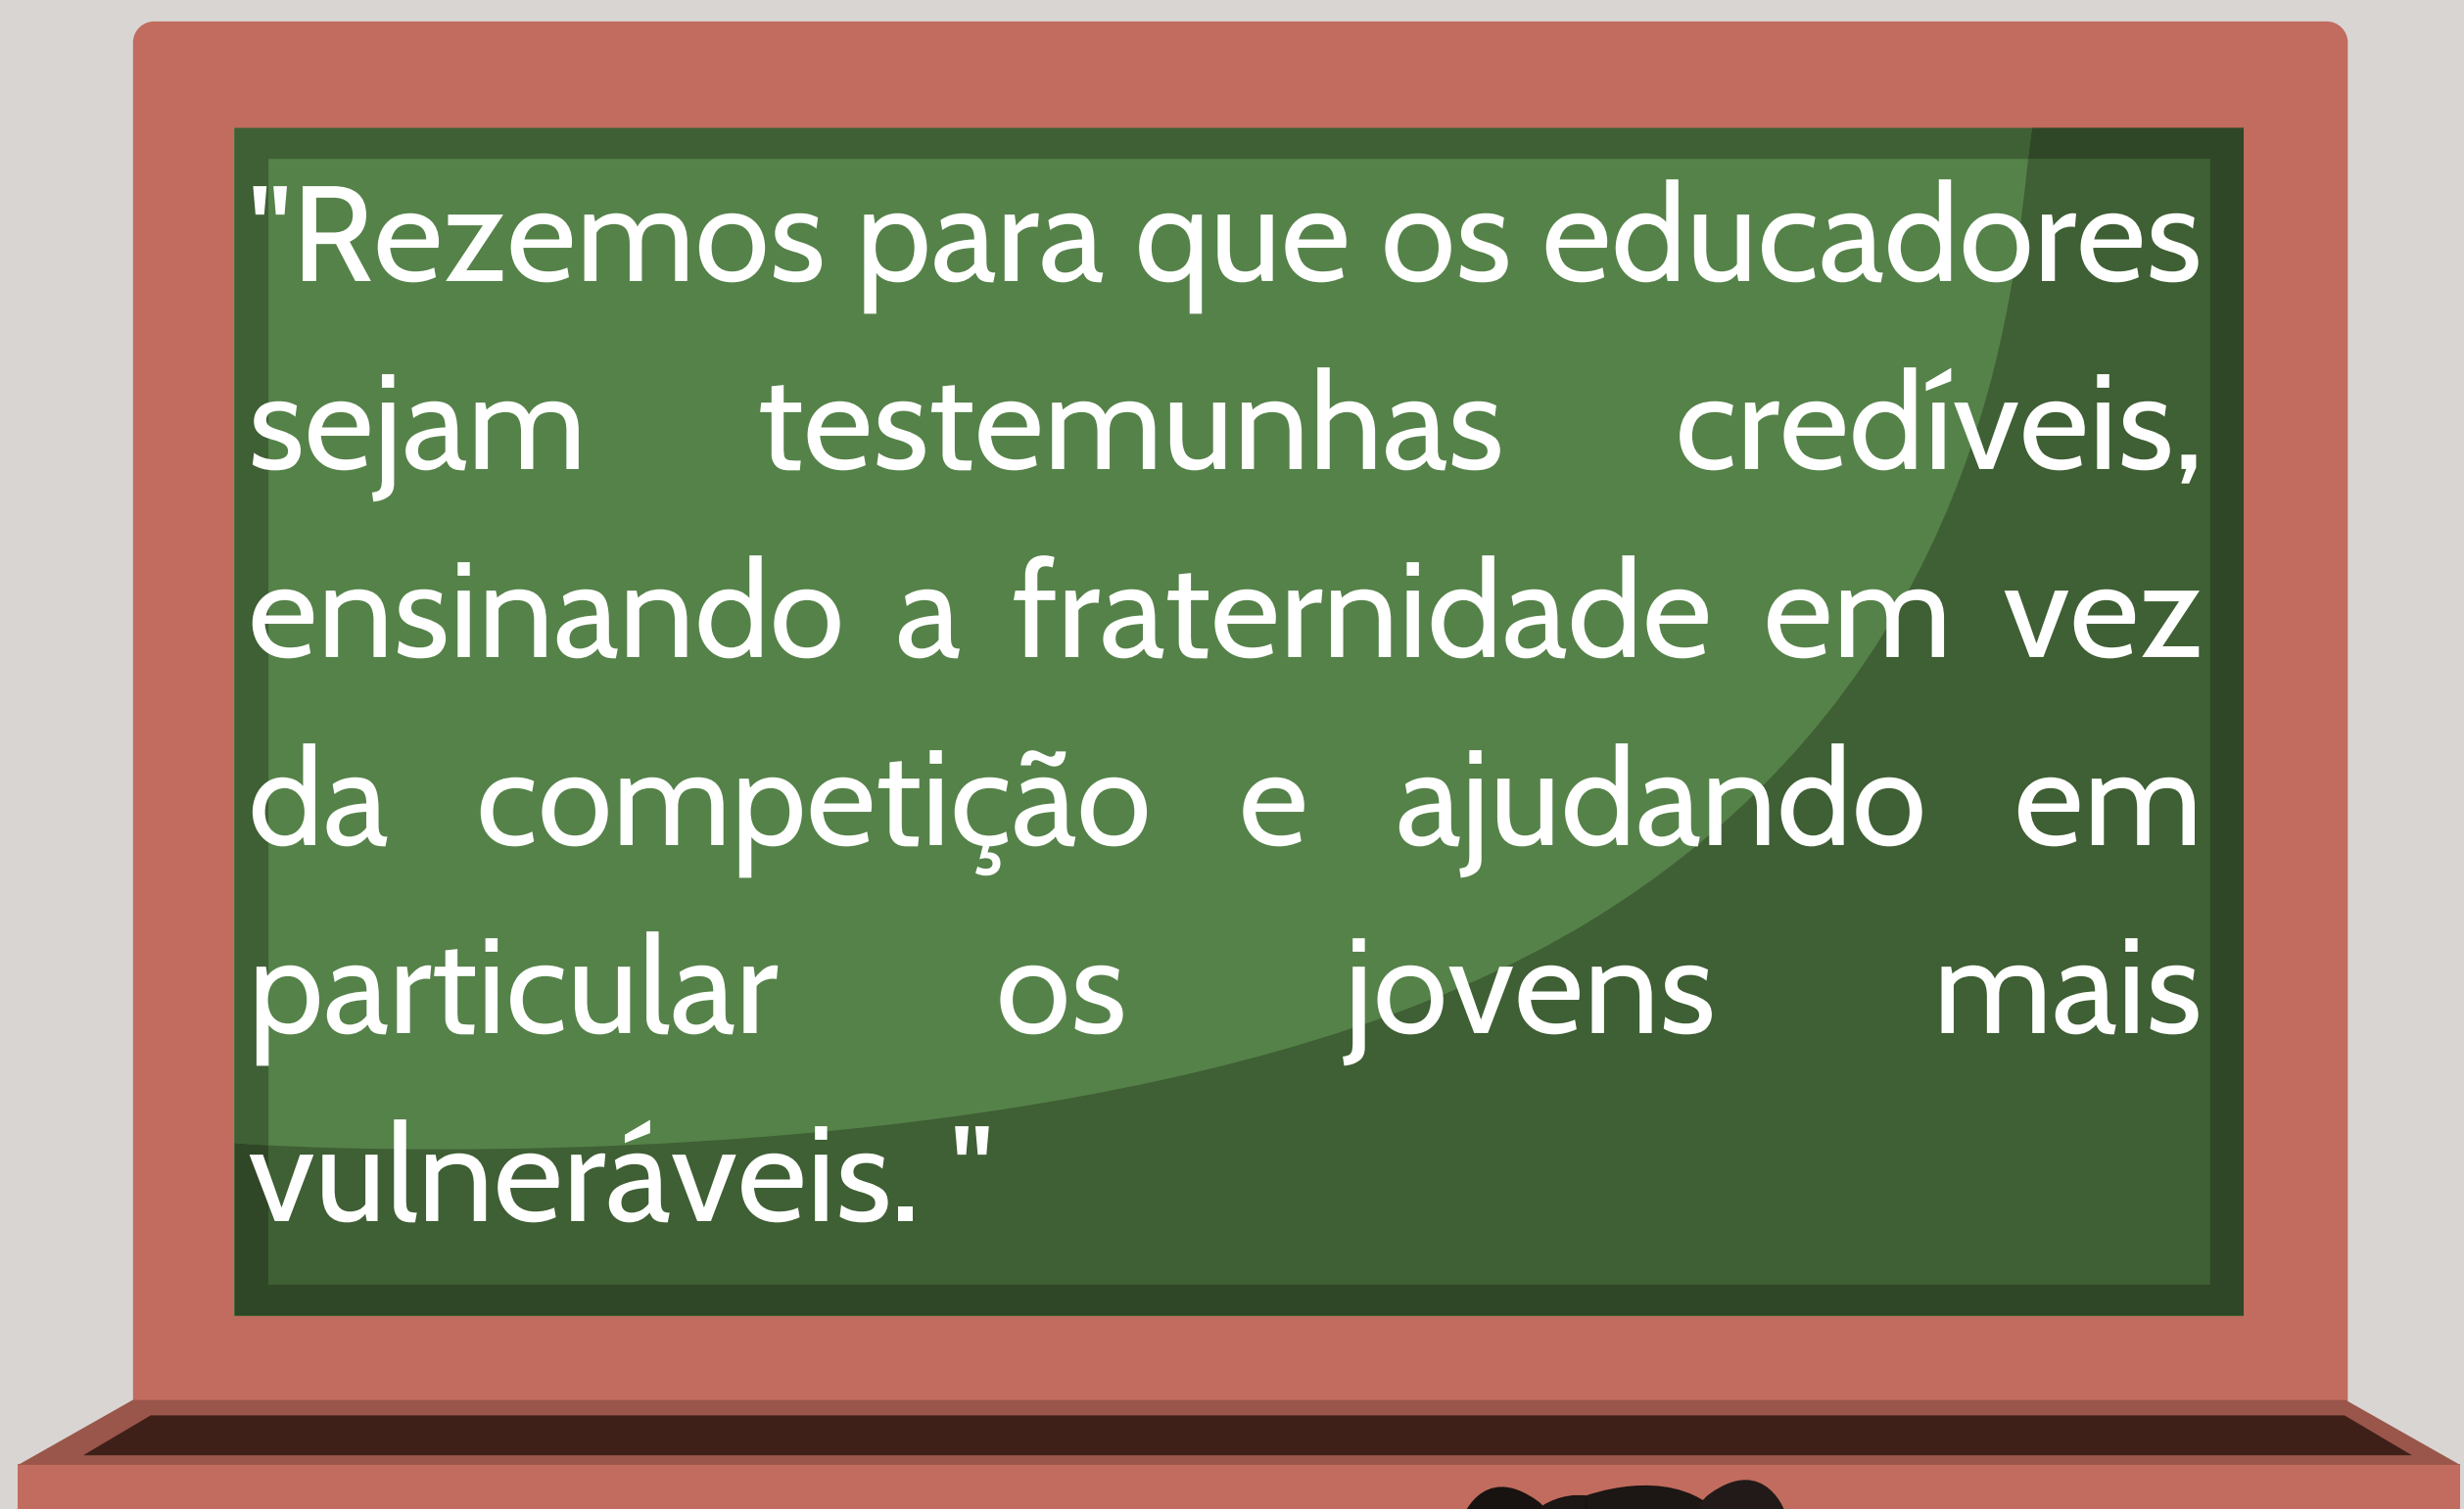 "Rezemos para que os educadores
sejam testemunhas credíveis,
ensinando a fraternidade em vez
da competição e ajudando em
particular os jovens mais
vulneráveis. "